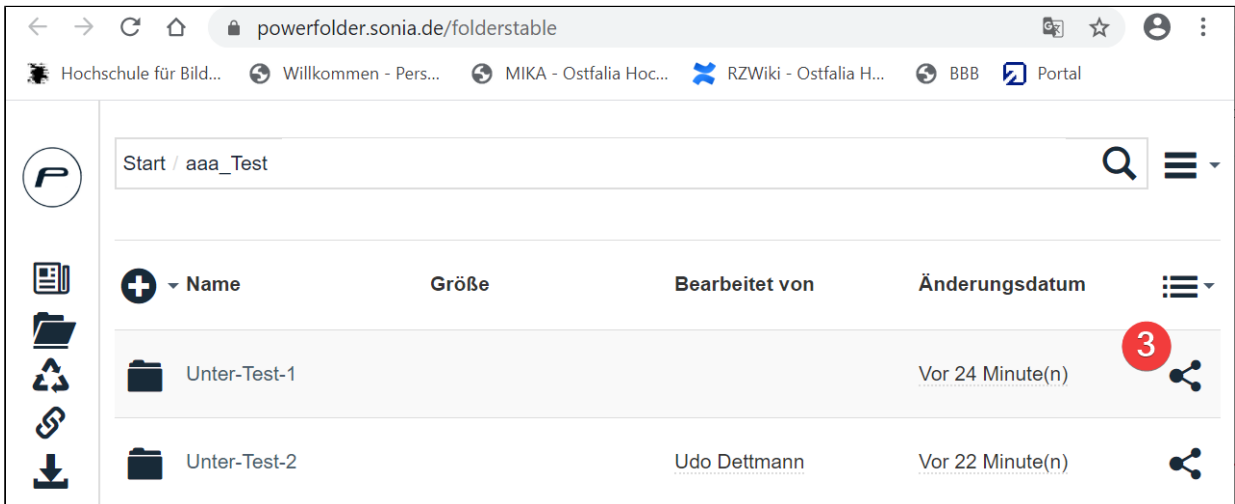 powerfolder.sonia.de/folderstable
Hochschule für Bild... Willkommen - Pers... MIKA - Ostfalia Hoc... RZWiki - Ostfalia H... BBB Portal
Start / aaa_Test
Name Größe Bearbeitet von Änderungsdatum
3
Unter-Test-1 Vor 24 Minute(n)
Unter-Test-2 Udo Dettmann Vor 22 Minute(n)